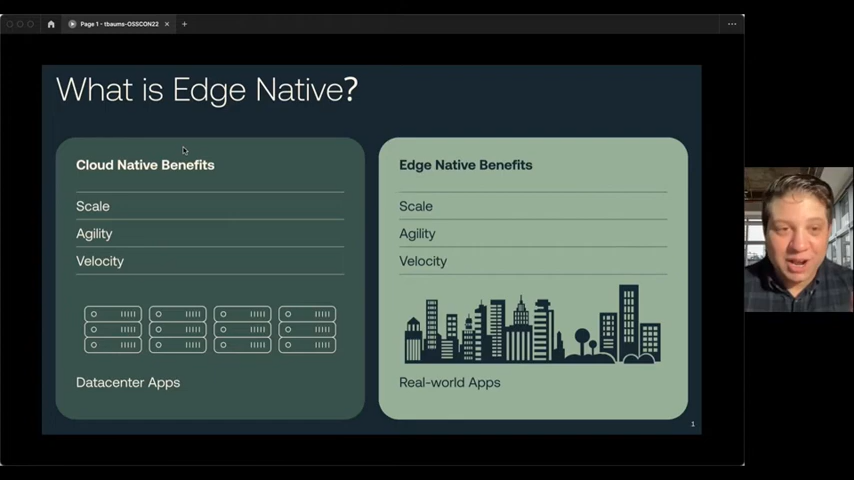 Page 1 - tbaums-OSSCON22
What is Edge Native?
Cloud Native Benefits
Scale
Agility
Velocity
Datacenter Apps
Edge Native Benefits
Scale
Agility
Velocity
Real-world Apps
1